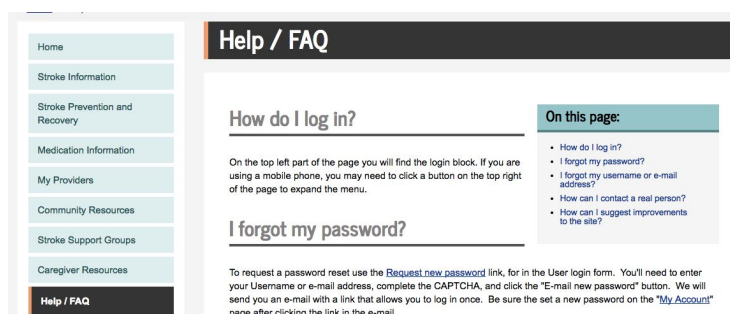 Home
Stroke Information
Stroke Prevention and
Recovery
Medication Information
My Providers
Community Resources
Stroke Support Groups
Caregiver Resources
Help / FAQ
Help / FAQ
How do I log in?
On the top left part of the page you will find the login block. If you are
using a mobile phone, you may need to click a button on the top right
of the page to expand the menu.
I forgot my password?
To request a password reset use the Request new password link, for in the User login form. You'll need to enter
your Username or e-mail address, complete the CAPTCHA, and click the "E-mail new password" button. We will
send you an e-mail with a link that allows you to log in once. Be sure the set a new password on the "My Account"
page after clicking the link in the e-mail.
On this page:
• How do I log in?
• I forgot my password?
• I forgot my username or e-mail
address?
• How can I contact a real person?
• How can I suggest improvements
to the site?